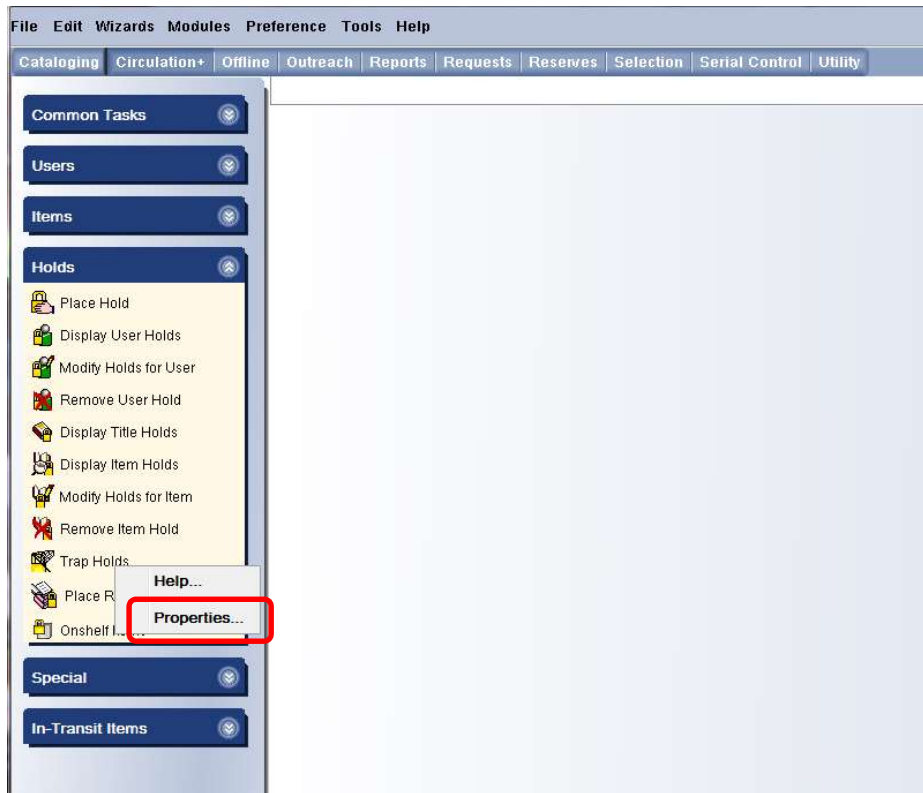 File Edit Wizards Modules Preference Tools Help
Cataloging Circulation+ Offline Outreach Reports Requests Reserves Selection Serial Control Utility
Common Tasks
Users
Items
Holds
Place Hold
Display User Holds
Modify Holds for User
Remove User Hold
Display Title Holds
Display Item Holds
Modify Holds for Item
Remove Item Hold
Trap Holds
Help...
Place R
Properties...
Onshelf
Special
In-Transit Items